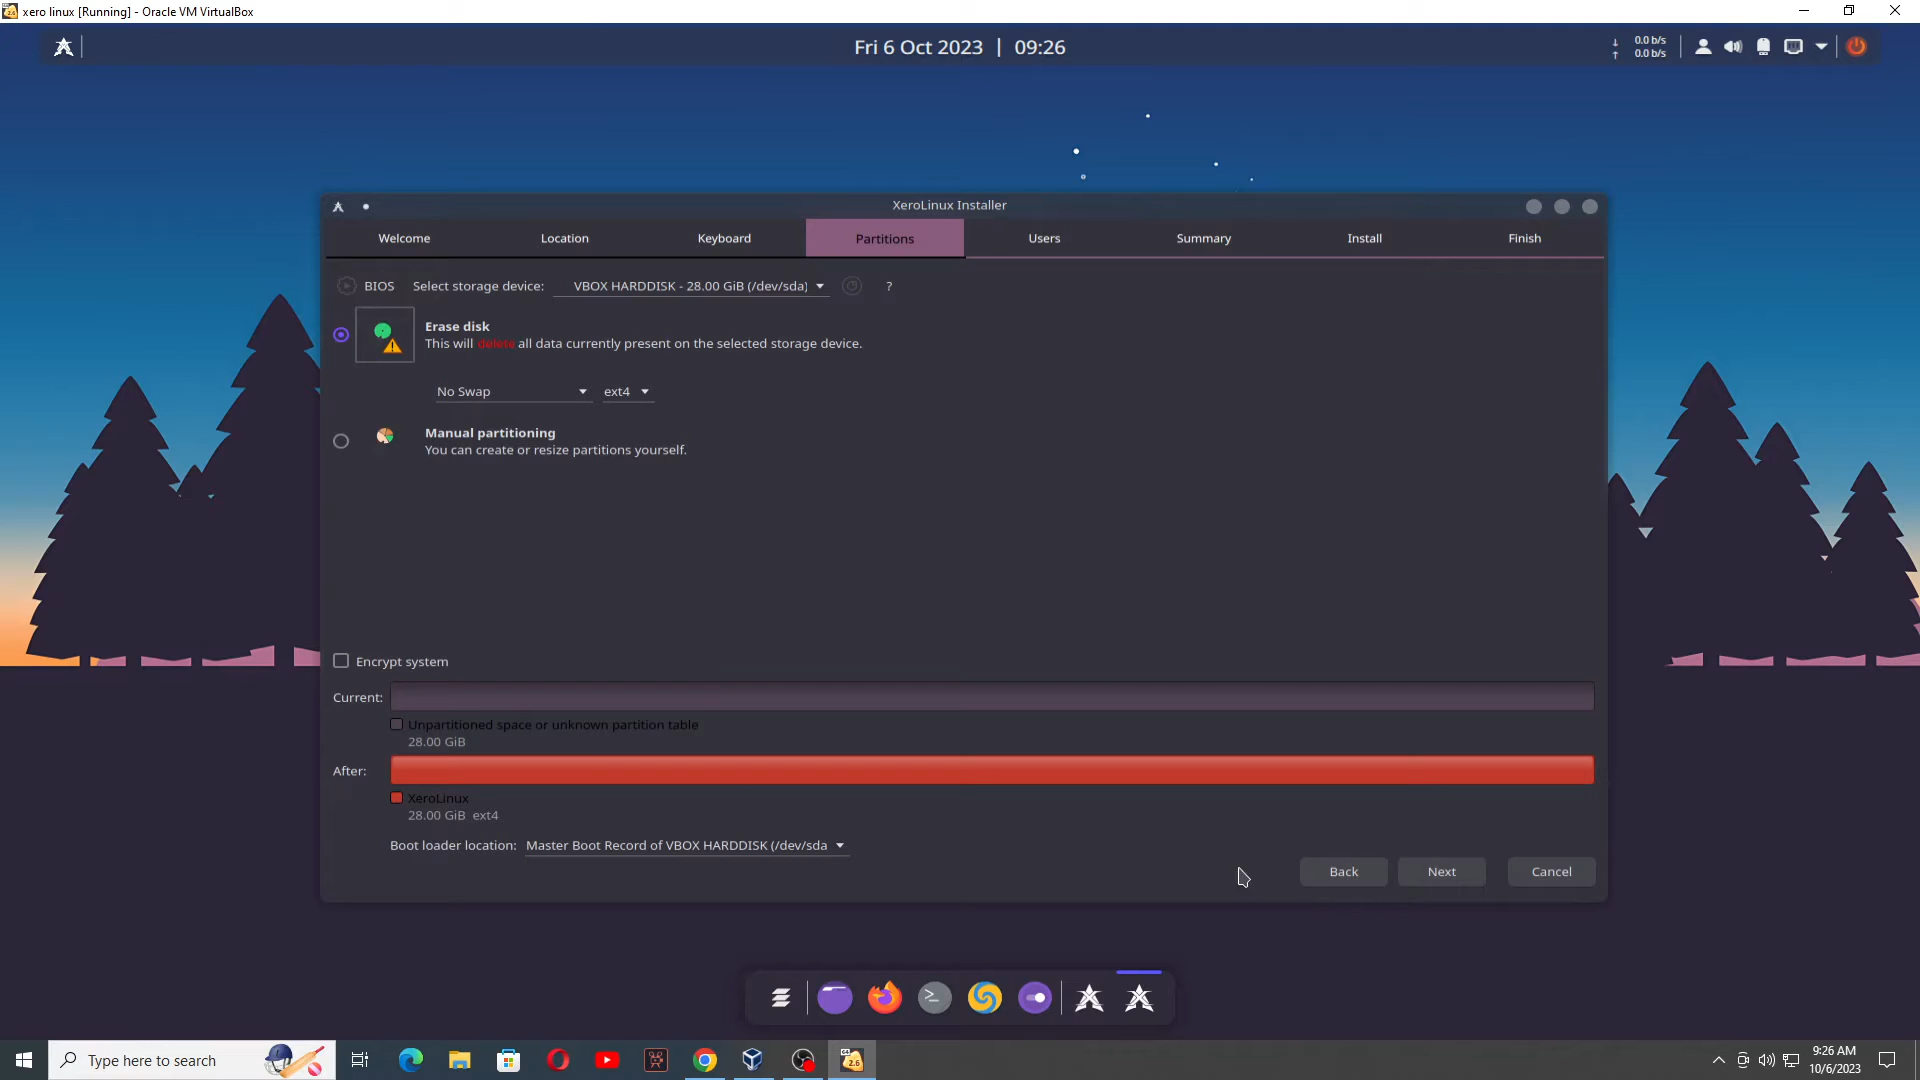 xero linux [Running] - Oracle VM VirtualBox
Fri 6 Oct 2023 | 09:26
0.0 b/s
0.0 b/s
XeroLinux Installer
Welcome
Location
Keyboard
Partitions
Users
Summary
Install
Finish
BIOS
Select storage device:
VBOX HARDDISK - 28.00 GiB (/dev/sda)
?
Erase disk
This will delete all data currently present on the selected storage device.
No Swap
ext4
Manual partitioning
You can create or resize partitions yourself.
Encrypt system
Current:
Unpartitioned space or unknown partition table
28.00 GiB
After:
XeroLinux
28.00 GiB ext4
Boot loader location:
Master Boot Record of VBOX HARDDISK (/dev/sda
Back
Next
Cancel
Type here to search
64
2.6
9:26 AM
10/6/2023